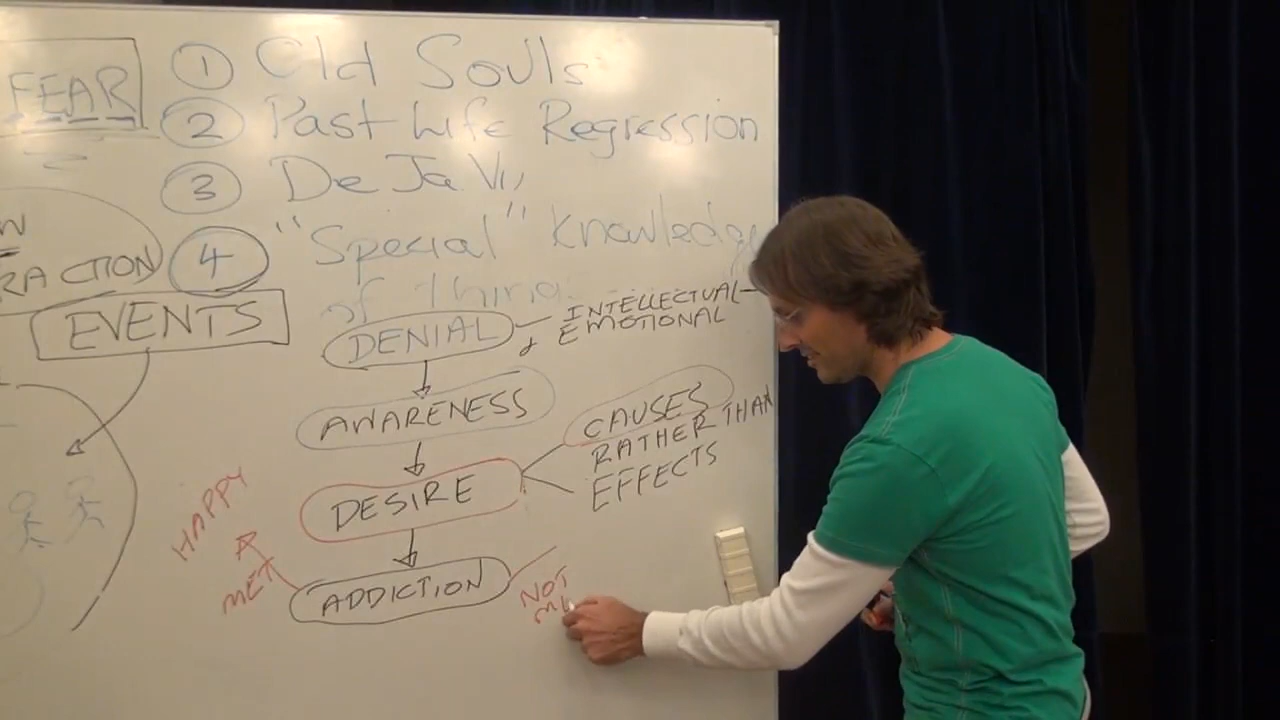 FEAR
1 Old Souls
2 Past Life Regression
3 De Ja Vu
4 "Special" Knowledge
of things
RACTION
EVENTS
DENIAL
INTELLECTUAL
EMOTIONAL
AWARENESS
CAUSES
RATHER THAN
EFFECTS
DESIRE
HAPPY
MET
ADDICTION
NOT